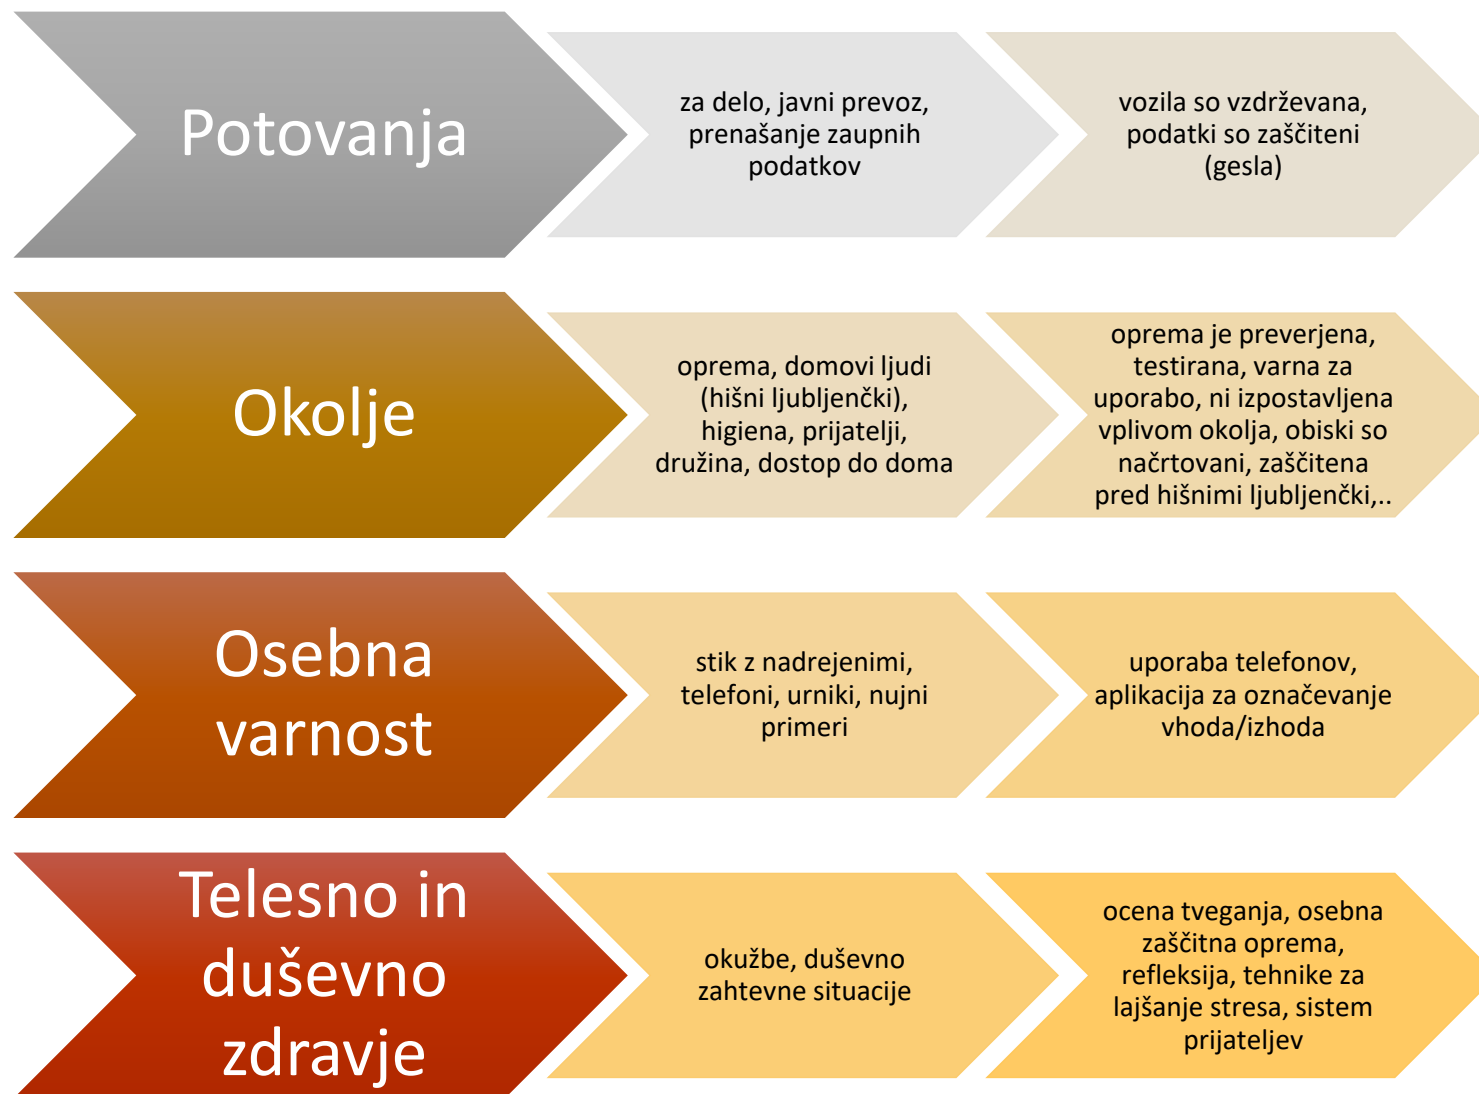 Potovanja
za delo, javni prevoz,
prenašanje zaupnih
podatkov
vozila so vzdrževana,
podatki so zaščiteni
(gesla)
Okolje
oprema, domovi ljudi
(hišni ljubljenčki),
higiena, prijatelji,
družina, dostop do doma
oprema je preverjena,
testirana, varna za
uporabo, ni izpostavljena
vplivom okolja, obiski so
načrtovani, zaščitena
pred hišnimi ljubljenčki,..
Osebna
varnost
stik z nadrejenimi,
telefoni, urniki, nujni
primeri
uporaba telefonov,
aplikacija za označevanje
vhoda/izhoda
Telesno in
duševno
zdravje
okužbe, duševno
zahtevne situacije
ocena tveganja, osebna
zaščitna oprema,
refleksija, tehnike za
lajšanje stresa, sistem
prijateljev